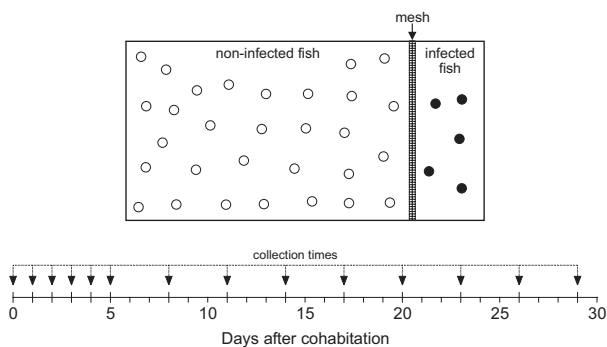 mesh
non-infected fish
infected
fish
collection times
0 5 10 15 20 25 30
Days after cohabitation